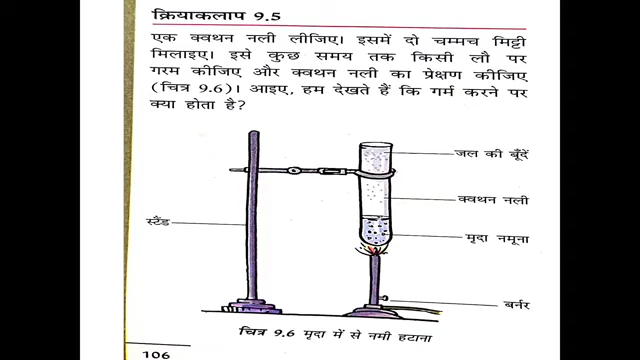 क्रियाकलाप 9.5
एक क्वथन नली लीजिए। इसमें दो चम्मच मिट्टी
मिलाइए। इसे कुछ समय तक किसी लौ पर
गरम कीजिए और क्वथन नली का प्रेक्षण कीजिए
(चित्र 9.6)। आइए, हम देखते हैं कि गर्म करने पर
क्या होता है?
जल की बूँदें
क्वथन नली
स्टैंड
मृदा नमूना
बर्नर
चित्र 9.6 मृदा में से नमी हटाना
106